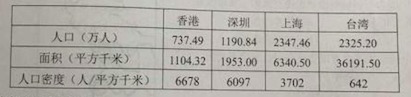 香港 深圳 上海 台湾
人口（万人） 737.49 1190.84 2347.46 2325.20
面积（平方千米） 1104.32 1953.00 6340.50 36191.50
人口密度（人/平方千米） 6678 6097 3702 642